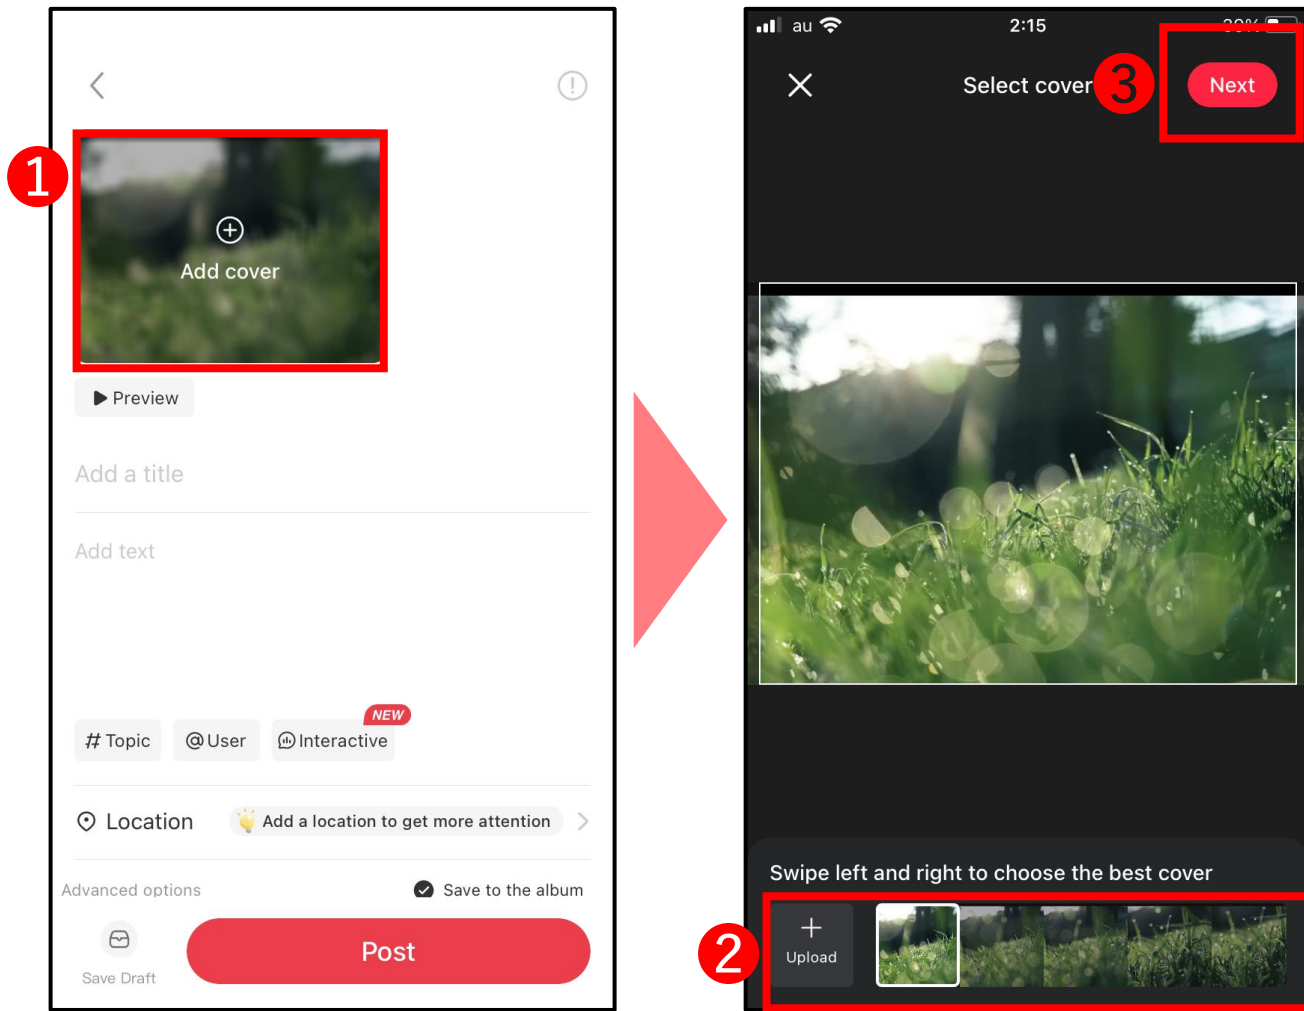 1
Add cover
Preview
Add a title
Add text
NEW
# Topic
@ User
Interactive
Location
Add a location to get more attention
Advanced options
Save to the album
Save Draft
Post
au
2:15
39%
Select cover
3
Next
Swipe left and right to choose the best cover
2
+
Upload